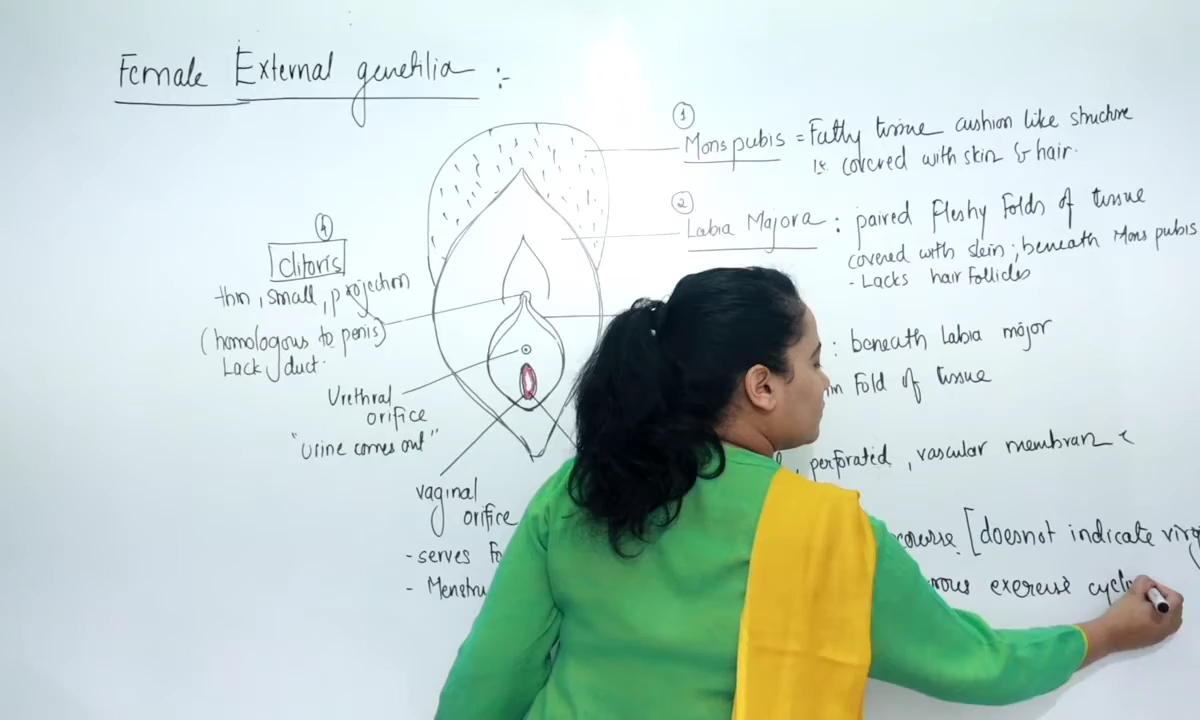 Female External genetilia :-
①
Mons pubis = Fatty tissue cushion like structure
is covered with skin & hair.
②
Labia Majora : paired fleshy folds of tissue
covered with skin ; beneath Mons pubis
- Lacks hair follicles
④
Clitoris
thin, small, projection
(homologous to penis)
Lack duct.
: beneath labia major
fold of tissue
Urethral
orifice
"urine comes out"
, perforated, vascular membran
vaginal
orifice
- serves
[doesnot indicate
- Menstru
exercise